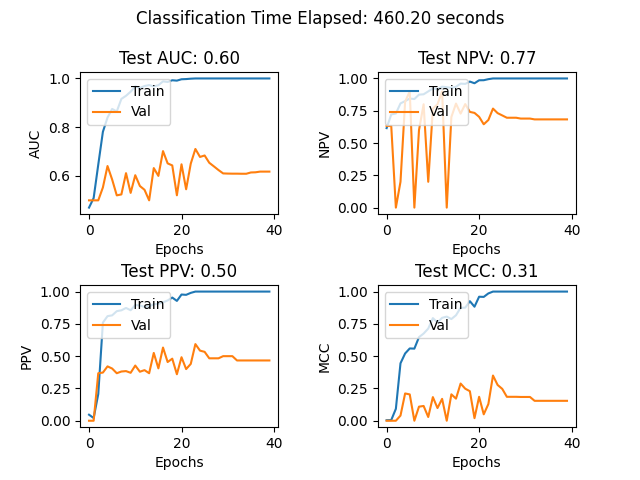 Classification Time Elapsed: 460.20 seconds
Test AUC: 0.60
1.0
0.8
0.6
AUC
Train
Val
0
20
40
Epochs
Test NPV: 0.77
1.00
0.75
0.50
0.25
0.00
NPV
Train
Val
0
20
40
Epochs
Test PPV: 0.50
1.00
0.75
0.50
0.25
0.00
PPV
Train
Val
0
20
40
Epochs
Test MCC: 0.31
1.00
0.75
0.50
0.25
0.00
MCC
Train
Val
0
20
40
Epochs